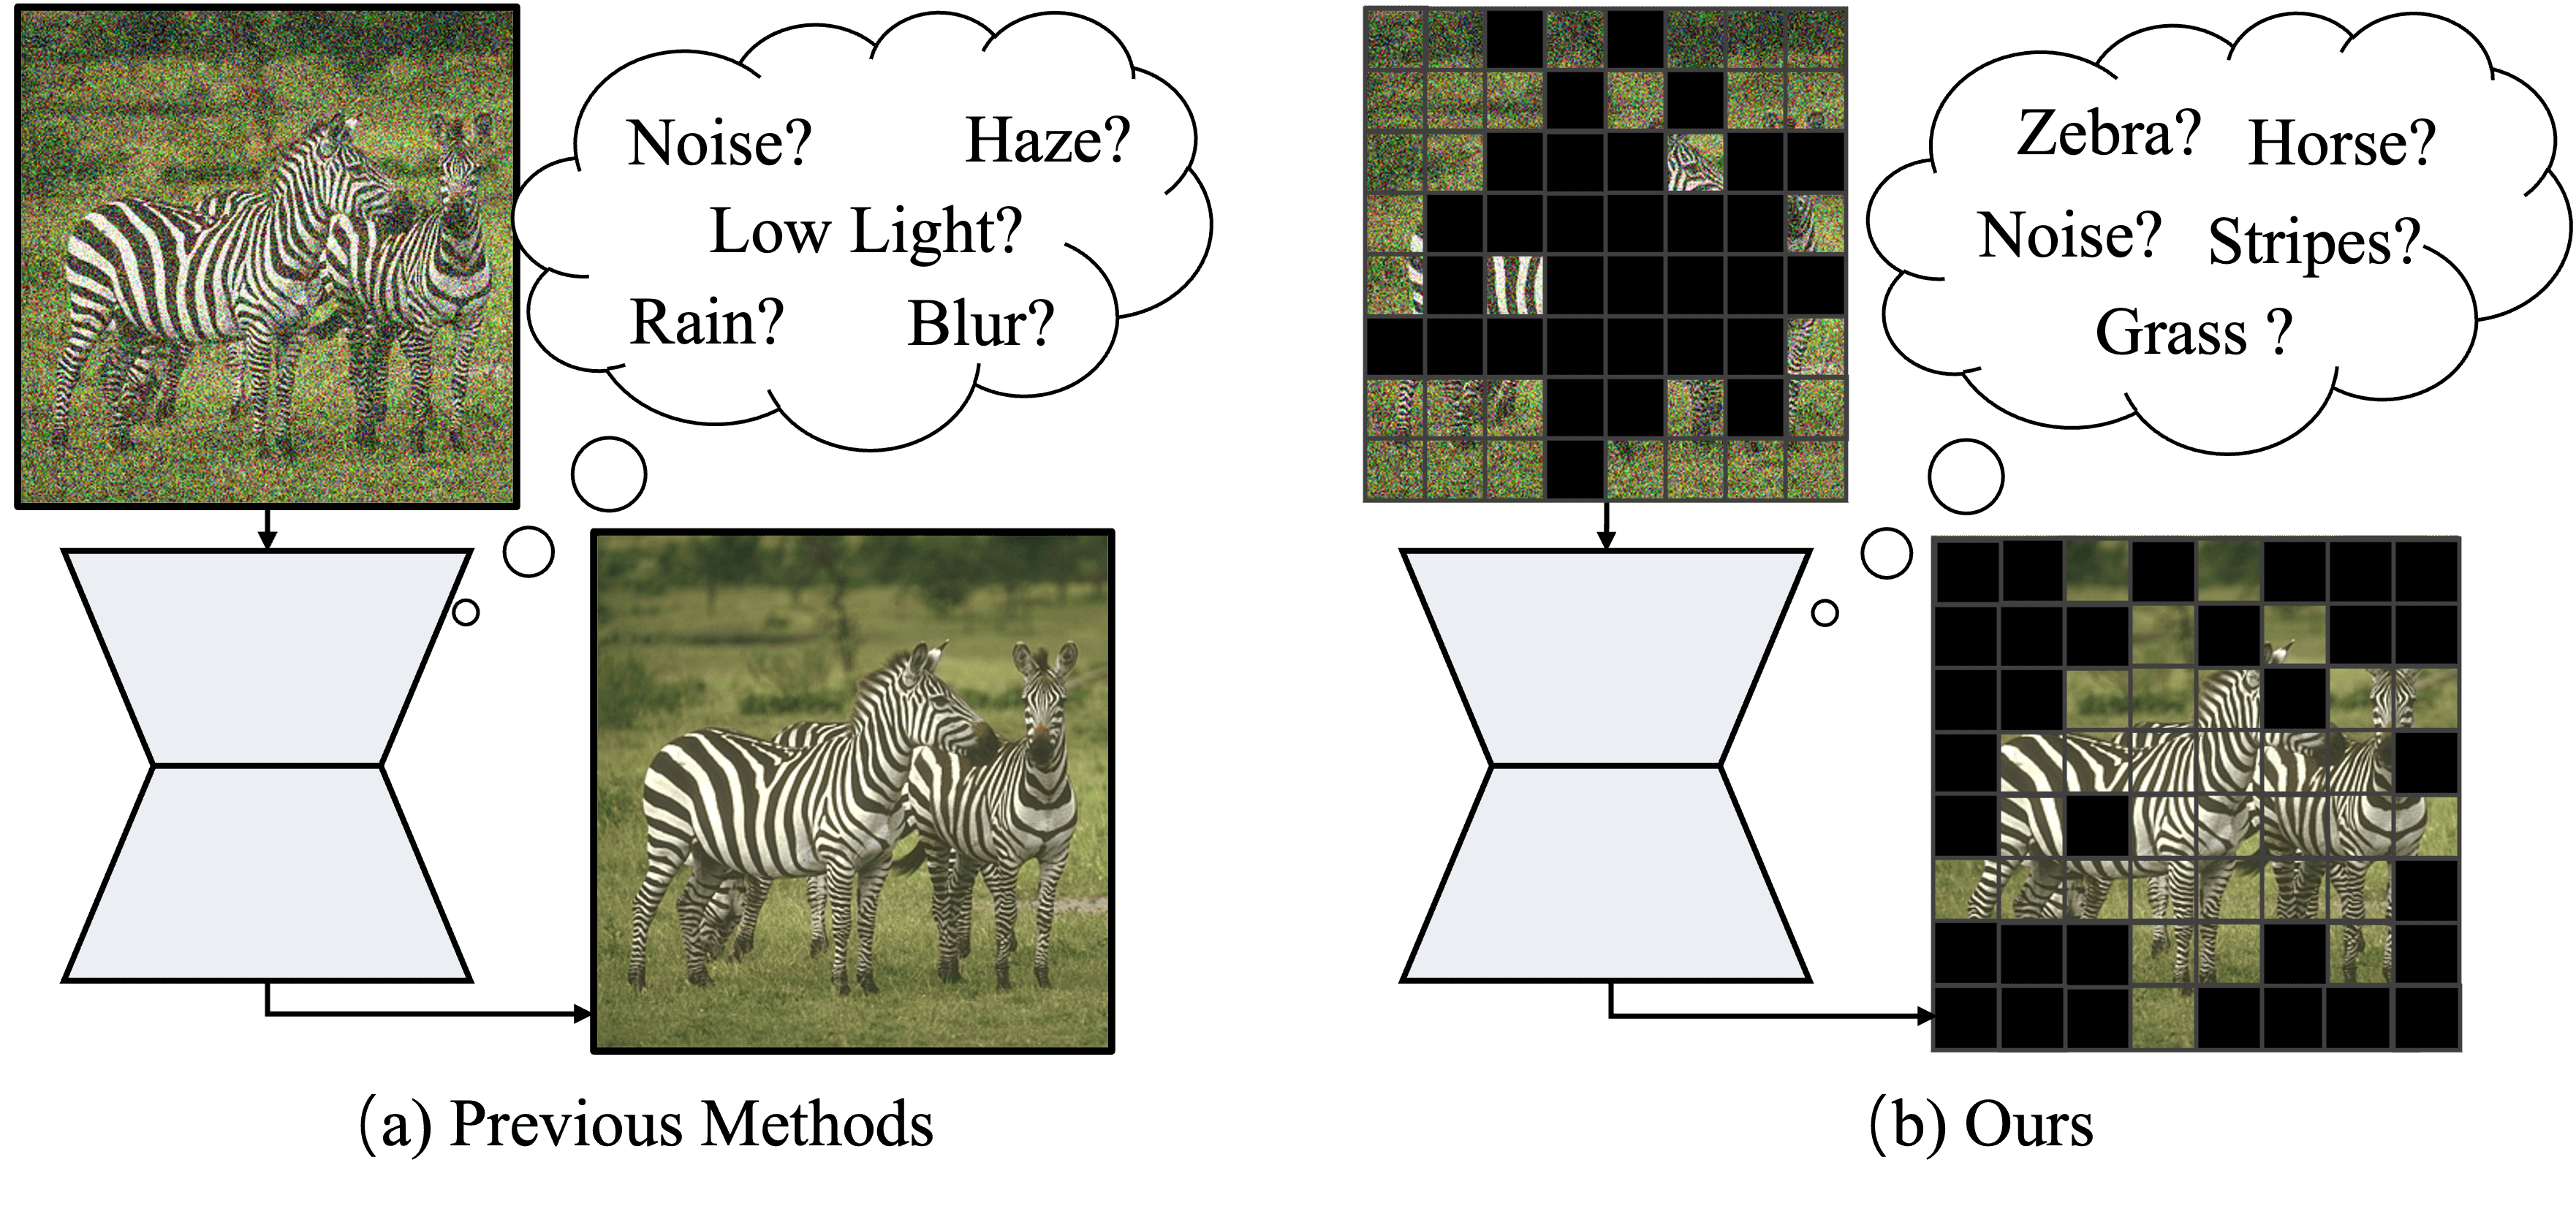 Noise? Haze?
Low Light?
Rain? Blur?
(a) Previous Methods
Zebra? Horse?
Noise? Stripes?
Grass ?
(b) Ours